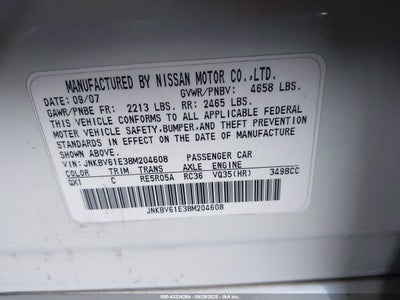 MANUFACTURED BY NISSAN MOTOR CO.,LTD.
DATE: 09/07 GVWR/PNBV: 4658 LBS.
GAWR/PNBE FR: 2213 LBS. RR: 2465 LBS.
THIS VEHICLE CONFORMS TO ALL APPLICABLE FEDERAL
MOTOR VEHICLE SAFETY, BUMPER, AND THEFT PREVENTION
STANDARDS IN EFFECT ON THE DATE OF MANUFACTURE
SHOWN ABOVE.
VIN: JNKBV61E38M204608 PASSENGER CAR
COLOR TRIM TRANS AXLE ENGINE
QX1 C RE5R05A RC36 VQ35(HR) 3498CC
JNKBV61E38M204608
000-43334264 - 09/29/2025 -